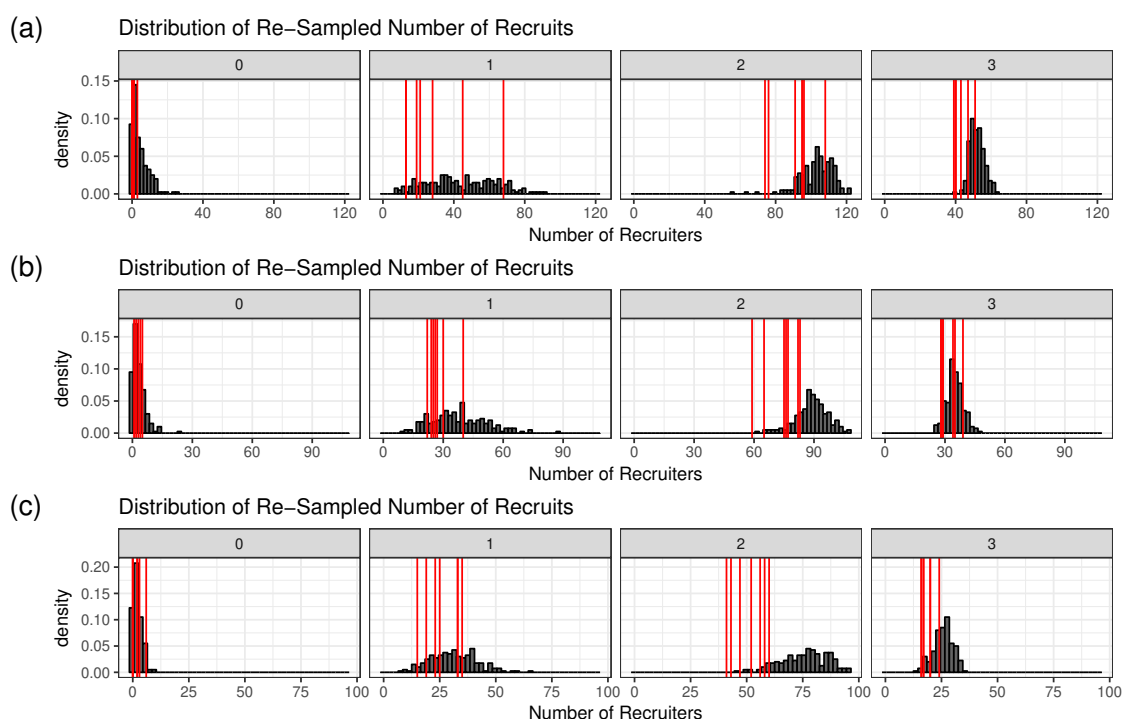 (a) Distribution of Re−Sampled Number of Recruits
0 1 2 3
0.15
0.10
0.05
0.00
density
0 40 80 120 0 40 80 120 0 40 80 120 0 40 80 120
Number of Recruiters
(b) Distribution of Re−Sampled Number of Recruits
0 1 2 3
0.15
0.10
0.05
0.00
density
0 30 60 90 0 30 60 90 0 30 60 90 0 30 60 90
Number of Recruiters
(c) Distribution of Re−Sampled Number of Recruits
0 1 2 3
0.20
0.15
0.10
0.05
0.00
density
0 25 50 75 100 0 25 50 75 100 0 25 50 75 100 0 25 50 75 100
Number of Recruiters